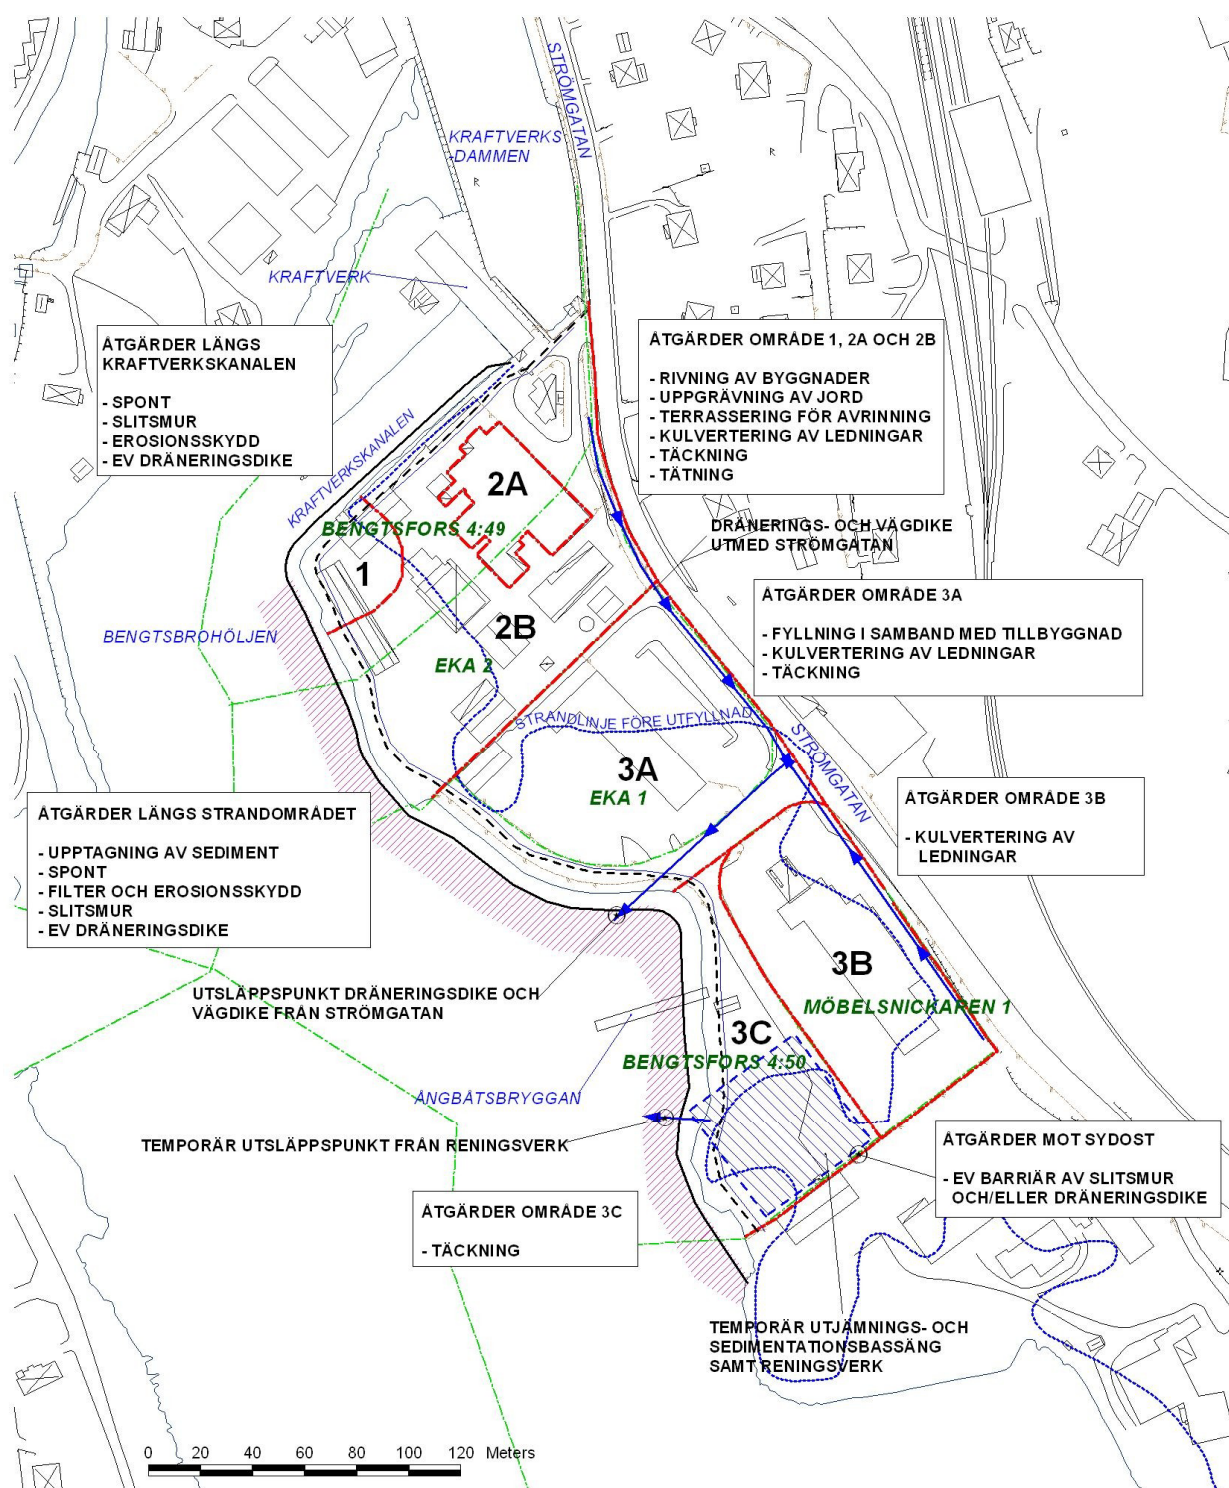 STRÖMGATAN
KRAFTVERKS
-DAMMEN
STRÖMGATAN
KRAFTVERK
ÅTGÄRDER LÄNGS
KRAFTVERKSKANALEN
- SPONT
- SLITSMUR
- EROSIONSSKYDD
- EV DRÄNERINGSDIKE
ÅTGÄRDER OMRÅDE 1, 2A OCH 2B
- RIVNING AV BYGGNADER
- UPPGRÄVNING AV JORD
- TERRASSERING FÖR AVRINNING
- KULVERTERING AV LEDNINGAR
- TÄCKNING
- TÄTNING
KRAFTVERKSKANALEN
2A
BENGTSFORS 4:49
DRÄNERINGS- OCH VÄGDIKE
UTMED STRÖMGATAN
1
ÅTGÄRDER OMRÅDE 3A
- FYLLNING I SAMBAND MED TILLBYGGNAD
- KULVERTERING AV LEDNINGAR
- TÄCKNING
2B
BENGTSBROHÖLJEN
EKA 2
STRANDLINJE FÖRE UTFYLLNAD
STRÖMGATAN
3A
EKA 1
ÅTGÄRDER OMRÅDE 3B
- KULVERTERING AV
LEDNINGAR
ÅTGÄRDER LÄNGS STRANDOMRÅDET
- UPPTAGNING AV SEDIMENT
- SPONT
- FILTER OCH EROSIONSSKYDD
- SLITSMUR
- EV DRÄNERINGSDIKE
3B
MÖBELSNICKAREN 1
UTSLÄPPSPUNKT DRÄNERINGSDIKE OCH
VÄGDIKE FRÅN STRÖMGATAN
3C
BENGTSFORS 4:50
ÅNGBÅTSBRYGGAN
TEMPORÄR UTSLÄPPSPUNKT FRÅN RENINGSVERK
ÅTGÄRDER MOT SYDOST
- EV BARRIÄR AV SLITSMUR
OCH/ELLER DRÄNERINGSDIKE
ÅTGÄRDER OMRÅDE 3C
- TÄCKNING
TEMPORÄR UTJÄMNINGS- OCH
SEDIMENTATIONSBASSÄNG
SAMT RENINGSVERK
0 20 40 60 80 100 120 Meters